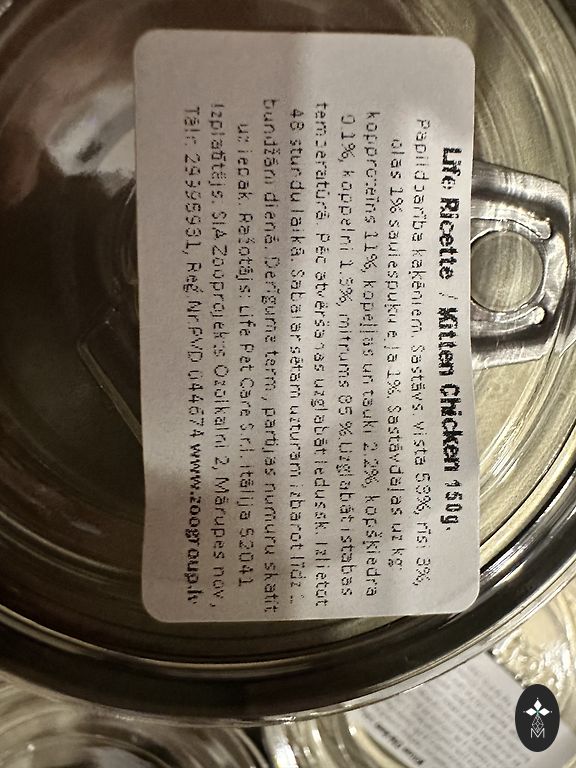 Life Ricette / Kitten Chicken 150g.
Papildbarība kaķēniem. Sastāvs: vista 59%, rīsi 8%,
olas 1% saulespuķu eļļa 1%. Sastāvdaļas uz kg:
kopproteīns 11%, kopeļļas un tauki 2.2%, kopšķiedra
0.1%, koppelni 1.5%, mitrums 85%. Uzglabāt istabas
temperatūrā. Pēc atvēršanas uzglabāt ledussk. Izlietot
48 stundu laikā. Sabalansētam uzturam izbarot līdz
bundžām dienā. Derīguma term., partijas numuru skatīt
uz iepak. Ražotājs: Life Pet Care S.r.l. Itālija 52041
Izplatītājs: SIA Zooprojekts Ozolkalni 2, Mārupes nov.,
Tālr. 29395931, Reģ Nr.PVD 044674 www.zoogroup.lv
M